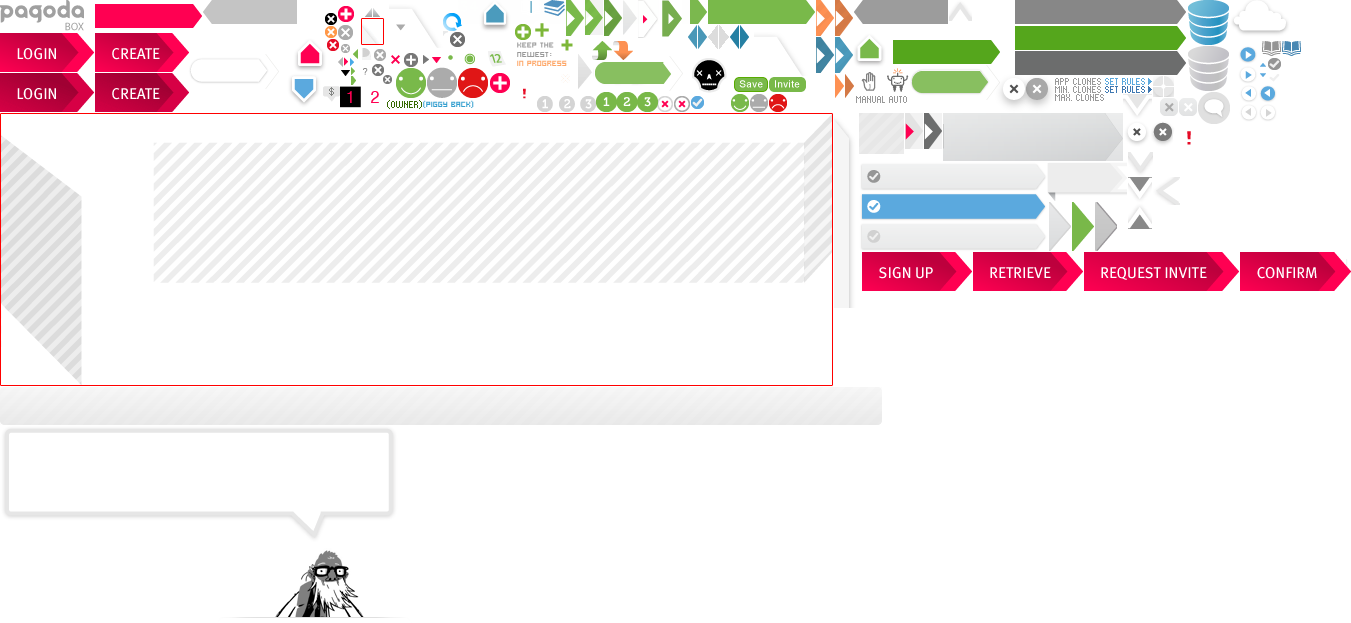 pagoda
BOX
LOGIN
CREATE
LOGIN
CREATE
$
1
2
?
(OWNER)
(PIGGY BACK)
12
KEEP THE
NEWEST:
IN PROGRESS
!
1
2
3
1
2
3
Save
Invite
MANUAL
AUTO
APP CLONES
SET RULES
MIN. CLONES
SET RULES
MAX. CLONES
!
SIGN UP
RETRIEVE
REQUEST INVITE
CONFIRM